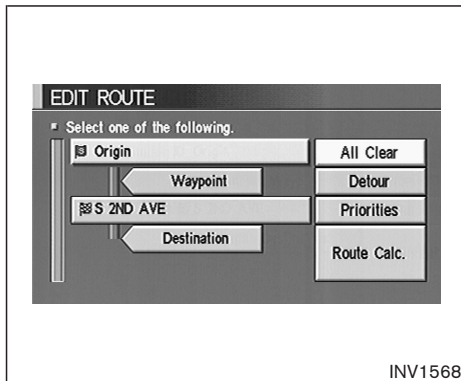 EDIT ROUTE
Select one of the following.
Origin
All Clear
Waypoint
Detour
S 2ND AVE
Priorities
Destination
Route Calc.
INV1568